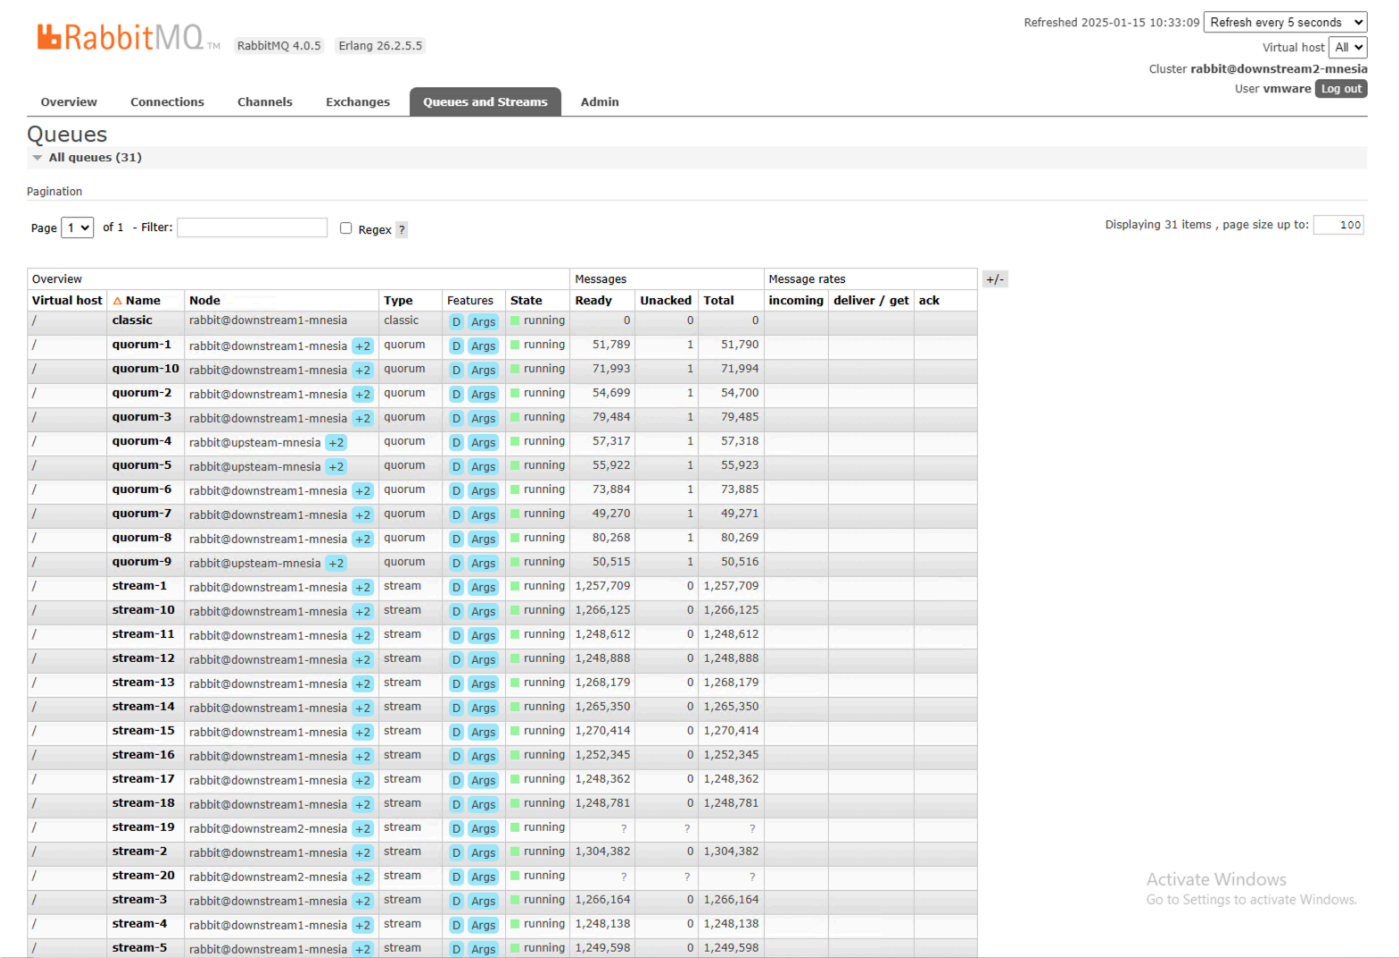 RabbitMQ TM RabbitMQ 4.0.5 Erlang 26.2.5.5
Refreshed 2025-01-15 10:33:09 Refresh every 5 seconds
Virtual host All
Cluster rabbit@downstream2-mnesia
User vmware Log out
Overview Connections Channels Exchanges Queues and Streams Admin
Queues
All queues (31)
Pagination
Page 1 of 1 - Filter: Regex ? Displaying 31 items , page size up to: 100
Overview Messages Message rates +/-
Virtual host △ Name Node Type Features State Ready Unacked Total incoming deliver / get ack
/ classic rabbit@downstream1-mnesia classic D Args running 0 0 0
/ quorum-1 rabbit@downstream1-mnesia +2 quorum D Args running 51,789 1 51,790
/ quorum-10 rabbit@downstream1-mnesia +2 quorum D Args running 71,993 1 71,994
/ quorum-2 rabbit@downstream1-mnesia +2 quorum D Args running 54,699 1 54,700
/ quorum-3 rabbit@downstream1-mnesia +2 quorum D Args running 79,484 1 79,485
/ quorum-4 rabbit@upsteam-mnesia +2 quorum D Args running 57,317 1 57,318
/ quorum-5 rabbit@upsteam-mnesia +2 quorum D Args running 55,922 1 55,923
/ quorum-6 rabbit@downstream1-mnesia +2 quorum D Args running 73,884 1 73,885
/ quorum-7 rabbit@downstream1-mnesia +2 quorum D Args running 49,270 1 49,271
/ quorum-8 rabbit@downstream1-mnesia +2 quorum D Args running 80,268 1 80,269
/ quorum-9 rabbit@upsteam-mnesia +2 quorum D Args running 50,515 1 50,516
/ stream-1 rabbit@downstream1-mnesia +2 stream D Args running 1,257,709 0 1,257,709
/ stream-10 rabbit@downstream1-mnesia +2 stream D Args running 1,266,125 0 1,266,125
/ stream-11 rabbit@downstream1-mnesia +2 stream D Args running 1,248,612 0 1,248,612
/ stream-12 rabbit@downstream1-mnesia +2 stream D Args running 1,248,888 0 1,248,888
/ stream-13 rabbit@downstream1-mnesia +2 stream D Args running 1,268,179 0 1,268,179
/ stream-14 rabbit@downstream1-mnesia +2 stream D Args running 1,265,350 0 1,265,350
/ stream-15 rabbit@downstream1-mnesia +2 stream D Args running 1,270,414 0 1,270,414
/ stream-16 rabbit@downstream1-mnesia +2 stream D Args running 1,252,345 0 1,252,345
/ stream-17 rabbit@downstream1-mnesia +2 stream D Args running 1,248,362 0 1,248,362
/ stream-18 rabbit@downstream1-mnesia +2 stream D Args running 1,248,781 0 1,248,781
/ stream-19 rabbit@downstream2-mnesia +2 stream D Args running ? ? ?
/ stream-2 rabbit@downstream1-mnesia +2 stream D Args running 1,304,382 0 1,304,382
/ stream-20 rabbit@downstream2-mnesia +2 stream D Args running ? ? ?
/ stream-3 rabbit@downstream1-mnesia +2 stream D Args running 1,266,164 0 1,266,164
/ stream-4 rabbit@downstream1-mnesia +2 stream D Args running 1,248,138 0 1,248,138
/ stream-5 rabbit@downstream1-mnesia +2 stream D Args running 1,249,598 0 1,249,598
Activate Windows
Go to Settings to activate Windows.